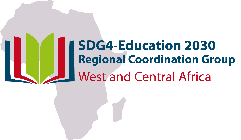 SDG4-Education 2030
Regional Coordination Group
West and Central Africa